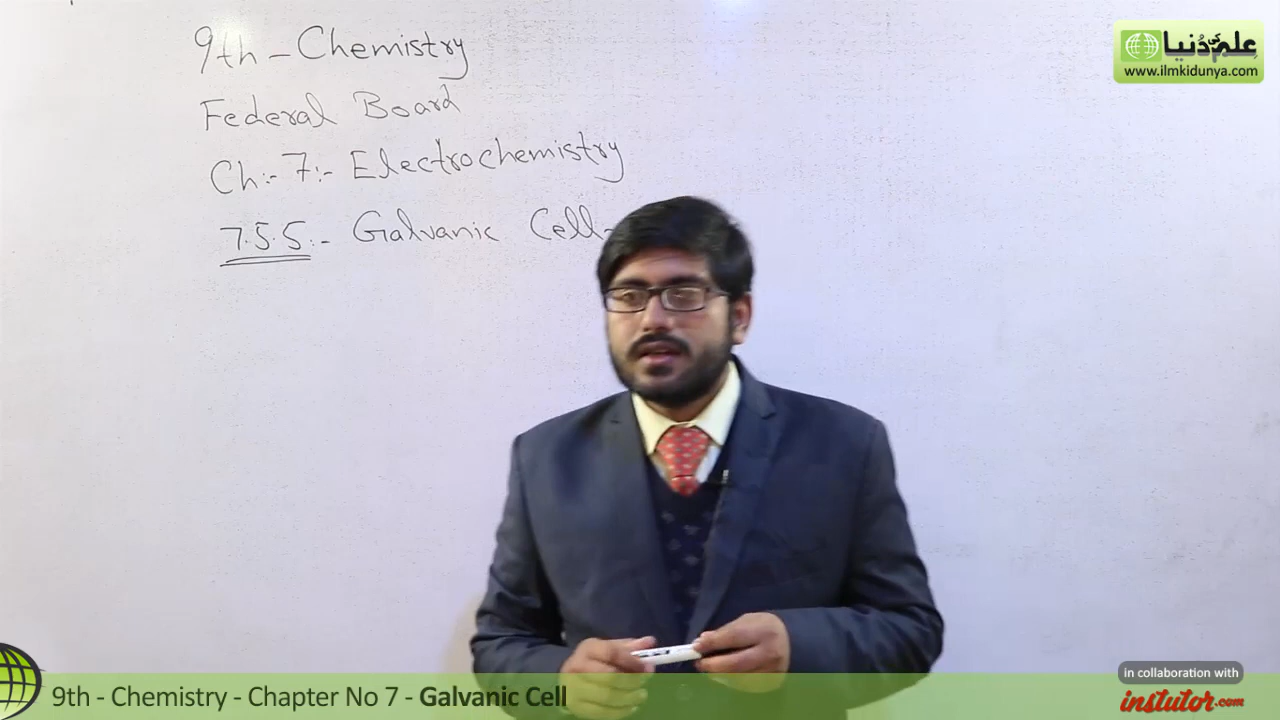 9th - Chemistry
Federal Board
Ch:- 7:- Electrochemistry
7.5.5:- Galvanic Cell:-
علم کی دُنیا
www.ilmkidunya.com
9th - Chemistry - Chapter No 7 - Galvanic Cell
in collaboration with
instutor.com